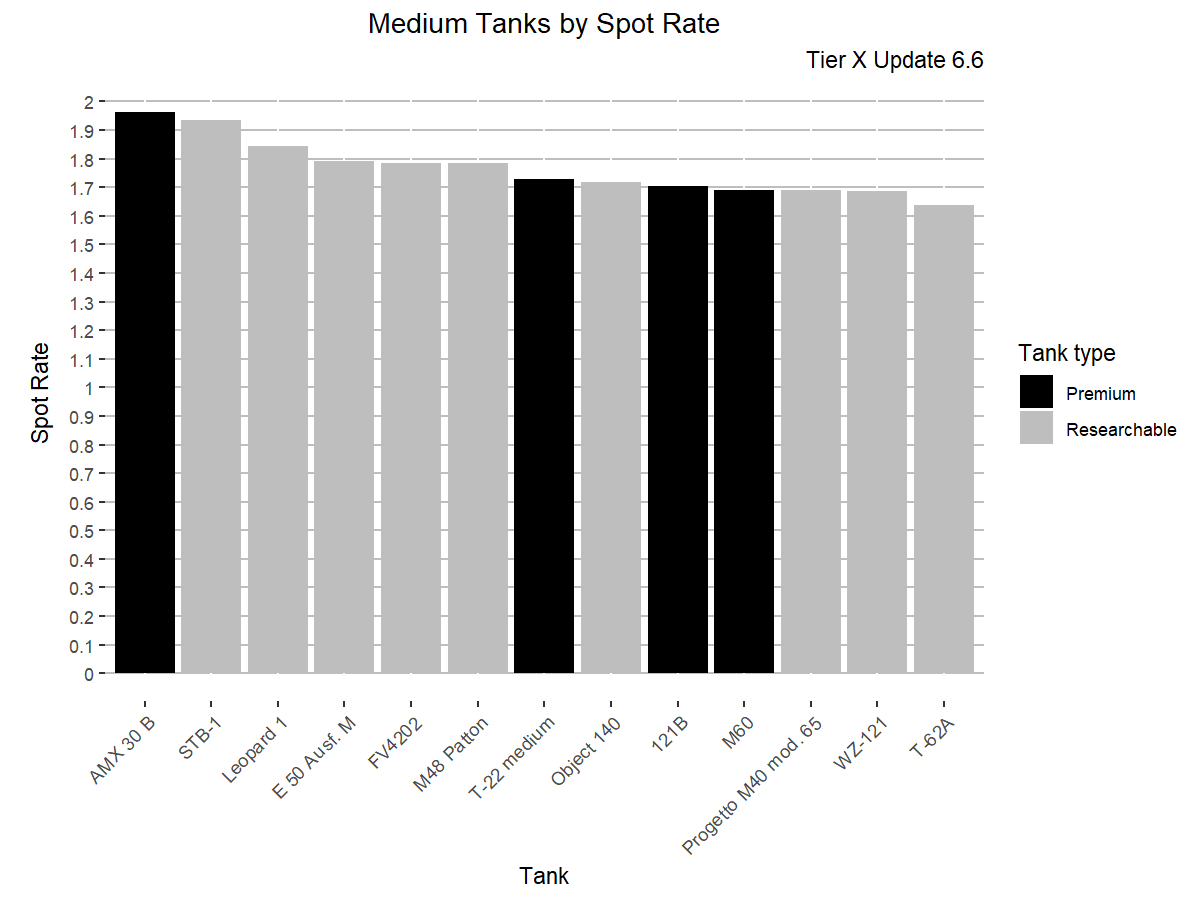 Medium Tanks by Spot Rate
Tier X Update 6.6
2
1.9
1.8
1.7
1.6
1.5
1.4
1.3
1.2
1.1
1
0.9
0.8
0.7
0.6
0.5
0.4
0.3
0.2
0.1
0
Spot Rate
AMX 30 B
STB-1
Leopard 1
E 50 Ausf. M
FV4202
M48 Patton
T-22 medium
Object 140
121B
M60
Progetto M40 mod. 65
WZ-121
T-62A
Tank
Tank type
Premium
Researchable